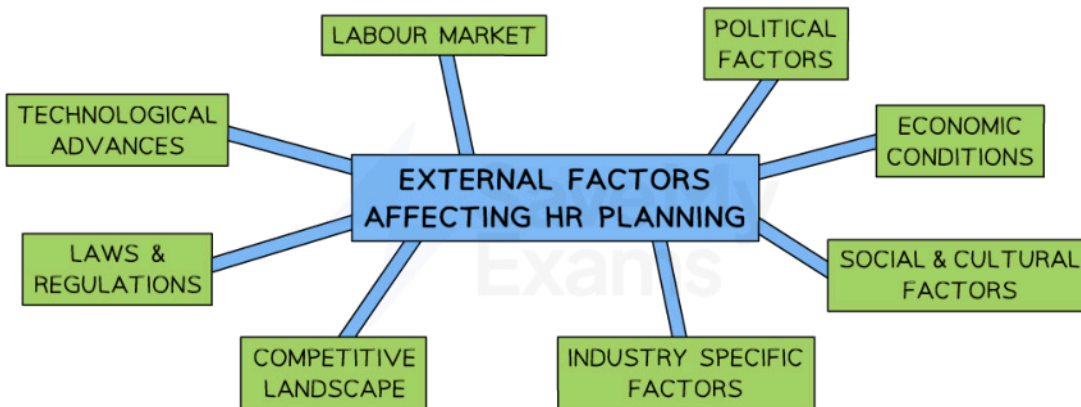 LABOUR MARKET
POLITICAL
FACTORS
TECHNOLOGICAL
ADVANCES
ECONOMIC
CONDITIONS
EXTERNAL FACTORS
AFFECTING HR PLANNING
LAWS &
REGULATIONS
SOCIAL & CULTURAL
FACTORS
COMPETITIVE
LANDSCAPE
INDUSTRY SPECIFIC
FACTORS
Exams